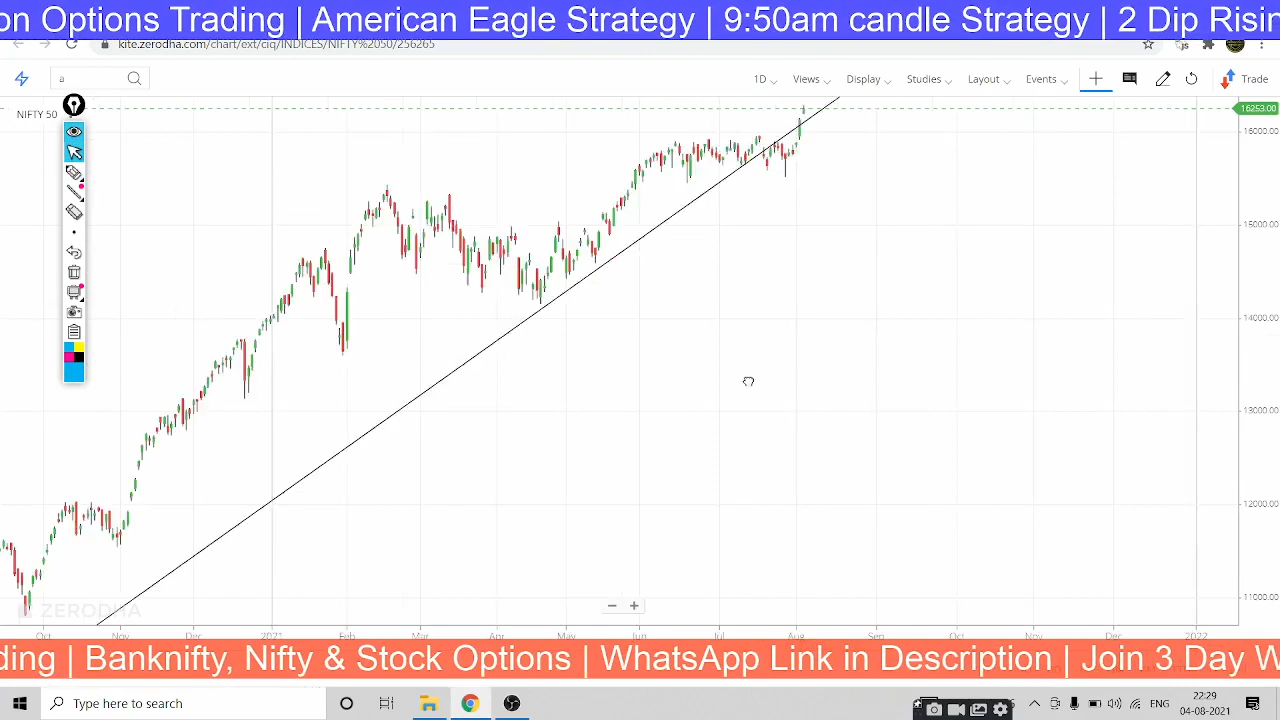 on Options Trading | American Eagle Strategy | 9:50am candle Strategy | 2 Dip Risin
kite.zerodha.com/chart/ext/ciq/INDICES/NIFTY%2050/256265
a
1D Views Display Studies Layout Events Trade
NIFTY 50
16253.00
16000.00
15000.00
14000.00
13000.00
12000.00
11000.00
ZERODHA
Oct Nov Dec 2021 Feb Mar Apr May Jun Jul Aug Sep Oct Nov Dec 2022
ding | Banknifty, Nifty & Stock Options | WhatsApp Link in Description | Join 3 Day W
Type here to search
ENG
22:29
04-08-2021